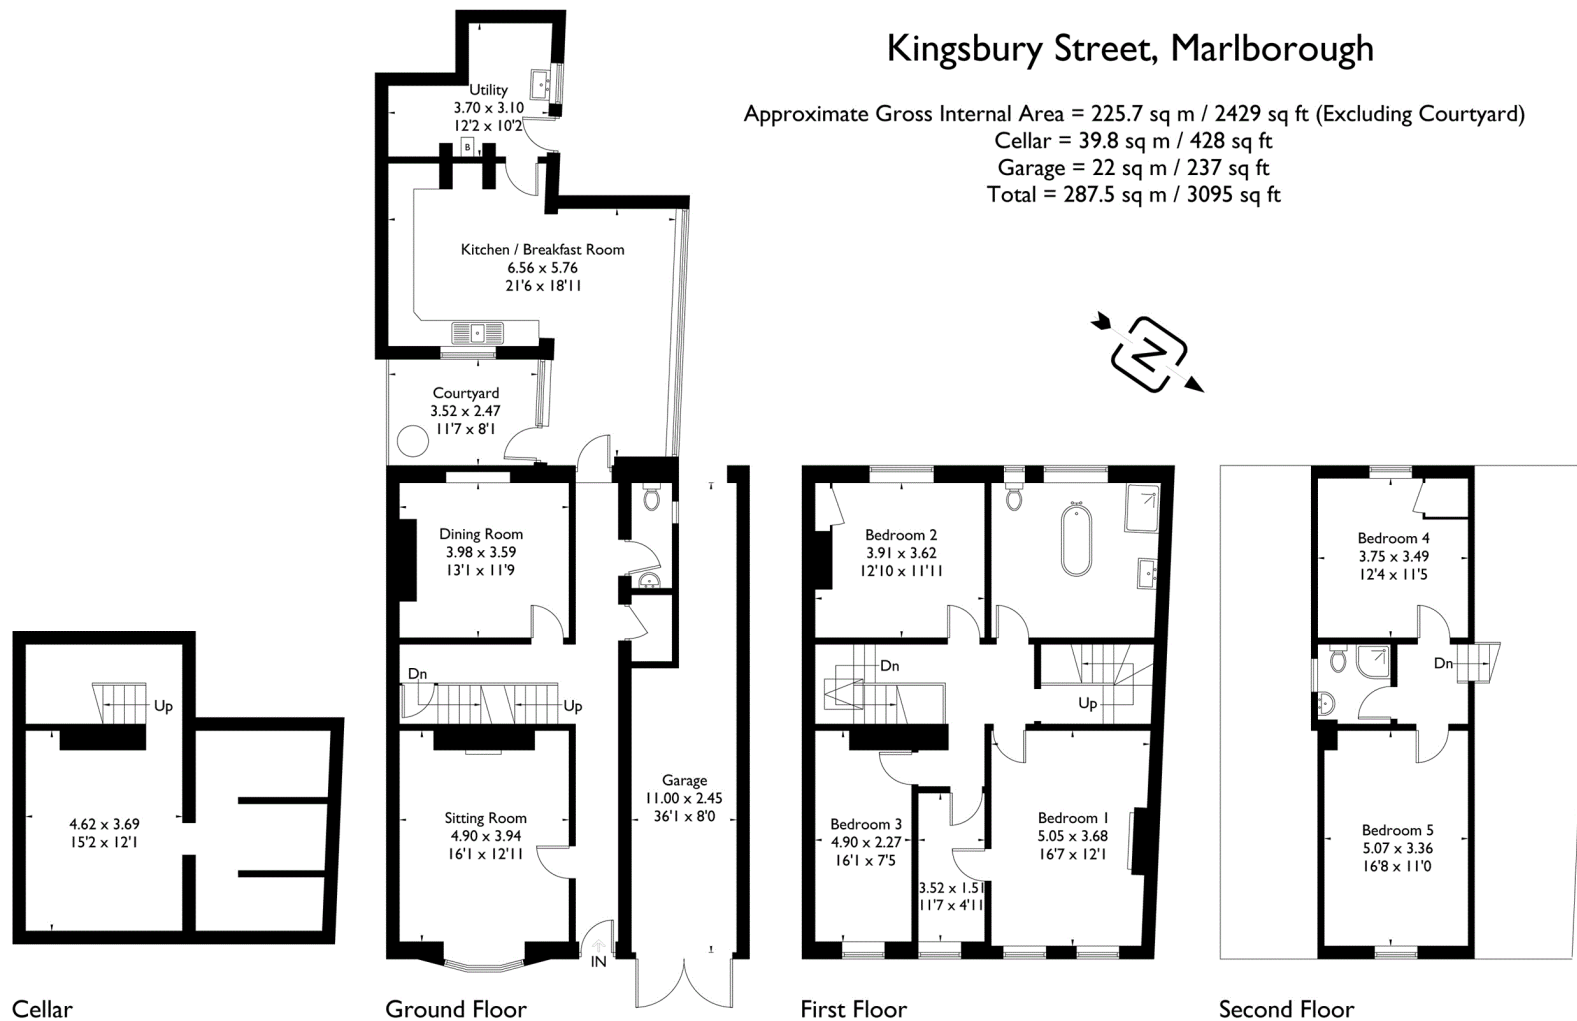 Kingsbury Street, Marlborough
Approximate Gross Internal Area = 225.7 sq m / 2429 sq ft (Excluding Courtyard)
Cellar = 39.8 sq m / 428 sq ft
Garage = 22 sq m / 237 sq ft
Total = 287.5 sq m / 3095 sq ft
N
Utility
3.70 x 3.10
12'2 x 10'2
B
Kitchen / Breakfast Room
6.56 x 5.76
21'6 x 18'11
Courtyard
3.52 x 2.47
11'7 x 8'1
Dining Room
3.98 x 3.59
13'1 x 11'9
Dn
Up
Sitting Room
4.90 x 3.94
16'1 x 12'11
Garage
11.00 x 2.45
36'1 x 8'0
IN
Up
4.62 x 3.69
15'2 x 12'1
Bedroom 2
3.91 x 3.62
12'10 x 11'11
Dn
Up
Bedroom 3
4.90 x 2.27
16'1 x 7'5
3.52 x 1.51
11'7 x 4'11
Bedroom 1
5.05 x 3.68
16'7 x 12'1
Bedroom 4
3.75 x 3.49
12'4 x 11'5
Dn
Bedroom 5
5.07 x 3.36
16'8 x 11'0
Cellar
Ground Floor
First Floor
Second Floor